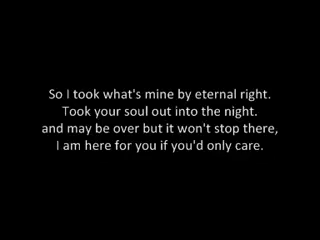 So I took what's mine by eternal right.
Took your soul out into the night.
and may be over but it won't stop there,
I am here for you if you'd only care.